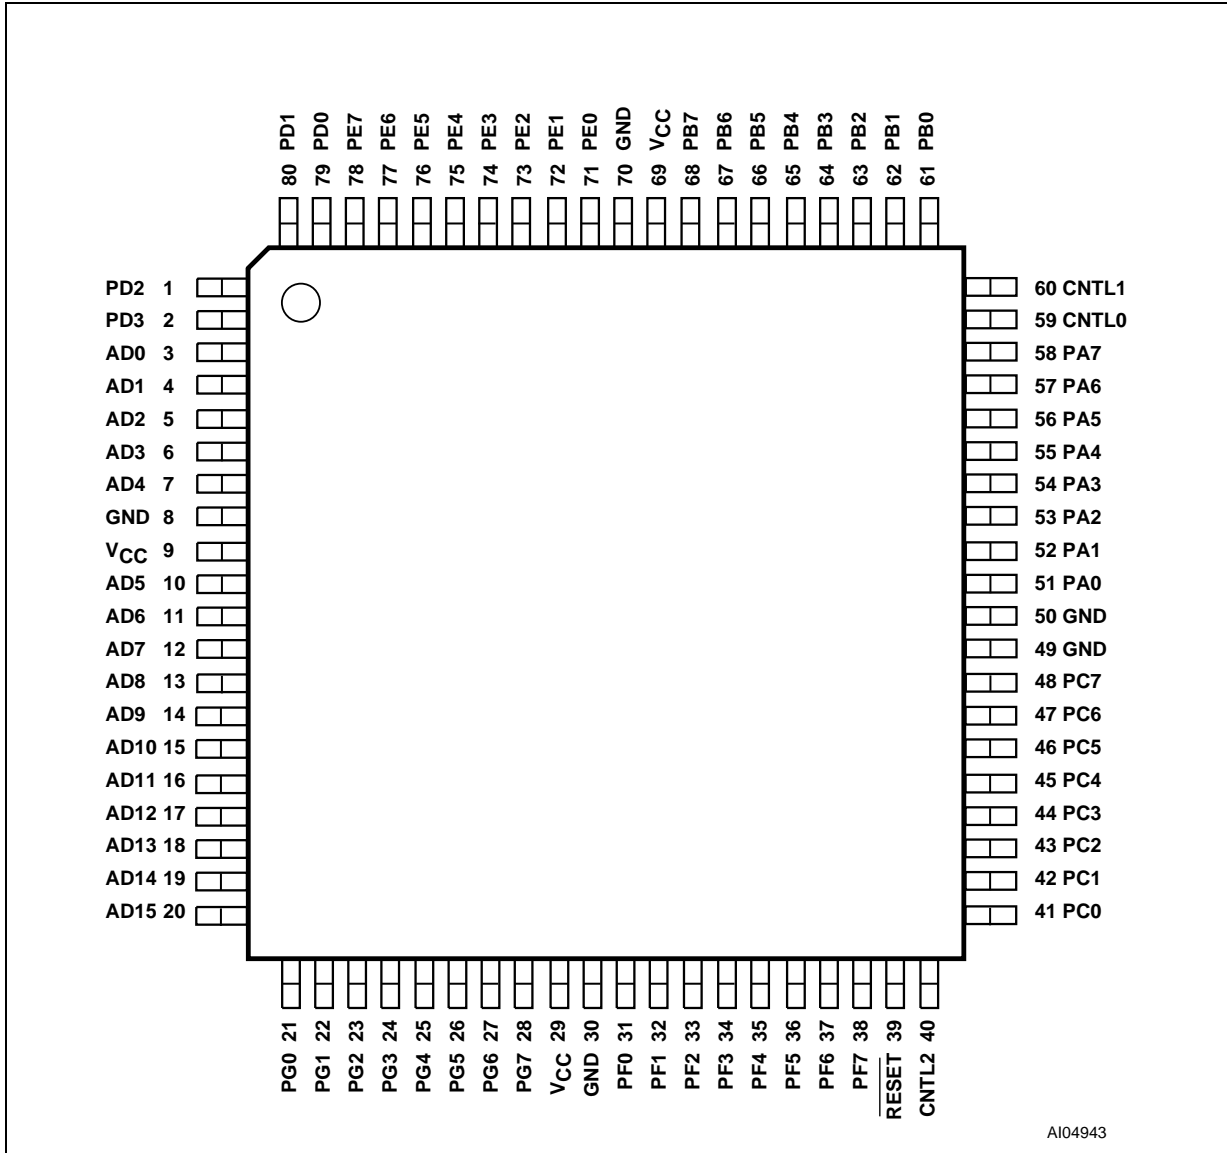 80 PD1
79 PD0
78 PE7
77 PE6
76 PE5
75 PE4
74 PE3
73 PE2
72 PE1
71 PE0
70 GND
69 VCC
68 PB7
67 PB6
66 PB5
65 PB4
64 PB3
63 PB2
62 PB1
61 PB0
PD2 1
PD3 2
AD0 3
AD1 4
AD2 5
AD3 6
AD4 7
GND 8
VCC 9
AD5 10
AD6 11
AD7 12
AD8 13
AD9 14
AD10 15
AD11 16
AD12 17
AD13 18
AD14 19
AD15 20
60 CNTL1
59 CNTL0
58 PA7
57 PA6
56 PA5
55 PA4
54 PA3
53 PA2
52 PA1
51 PA0
50 GND
49 GND
48 PC7
47 PC6
46 PC5
45 PC4
44 PC3
43 PC2
42 PC1
41 PC0
PG0 21
PG1 22
PG2 23
PG3 24
PG4 25
PG5 26
PG6 27
PG7 28
VCC 29
GND 30
PF0 31
PF1 32
PF2 33
PF3 34
PF4 35
PF5 36
PF6 37
PF7 38
RESET 39
CNTL2 40
AI04943